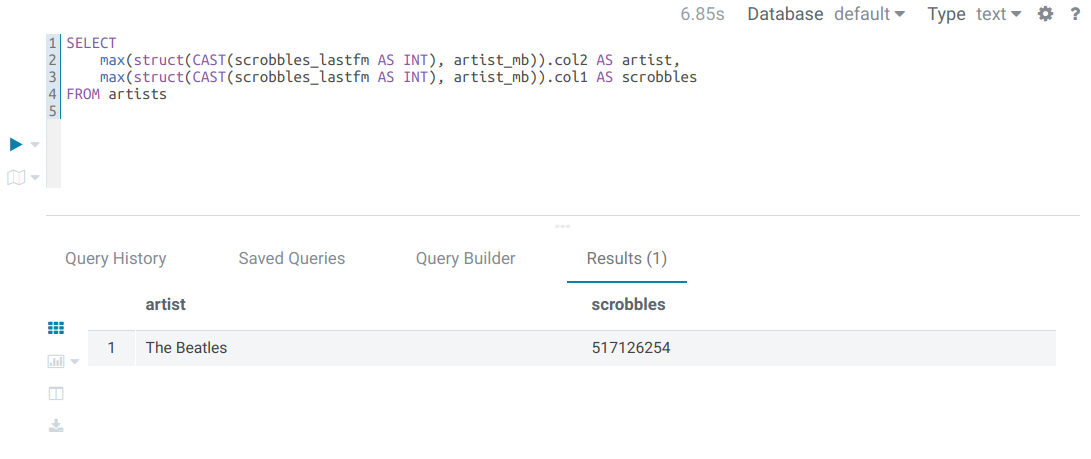 6.85s Database default Type text ?
1 SELECT
2 max(struct(CAST(scrobbles_lastfm AS INT), artist_mb)).col2 AS artist,
3 max(struct(CAST(scrobbles_lastfm AS INT), artist_mb)).col1 AS scrobbles
4 FROM artists
5
Query History Saved Queries Query Builder Results (1)
artist scrobbles
1 The Beatles 517126254